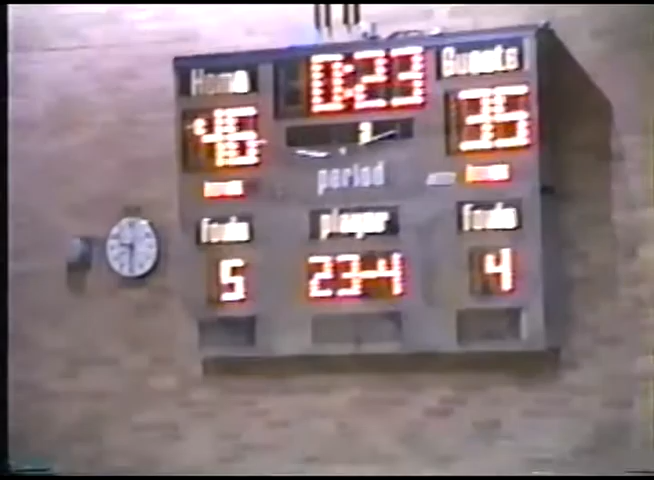 Home 0:23 Guests
46 35
period
fouls player fouls
5 23-4 4